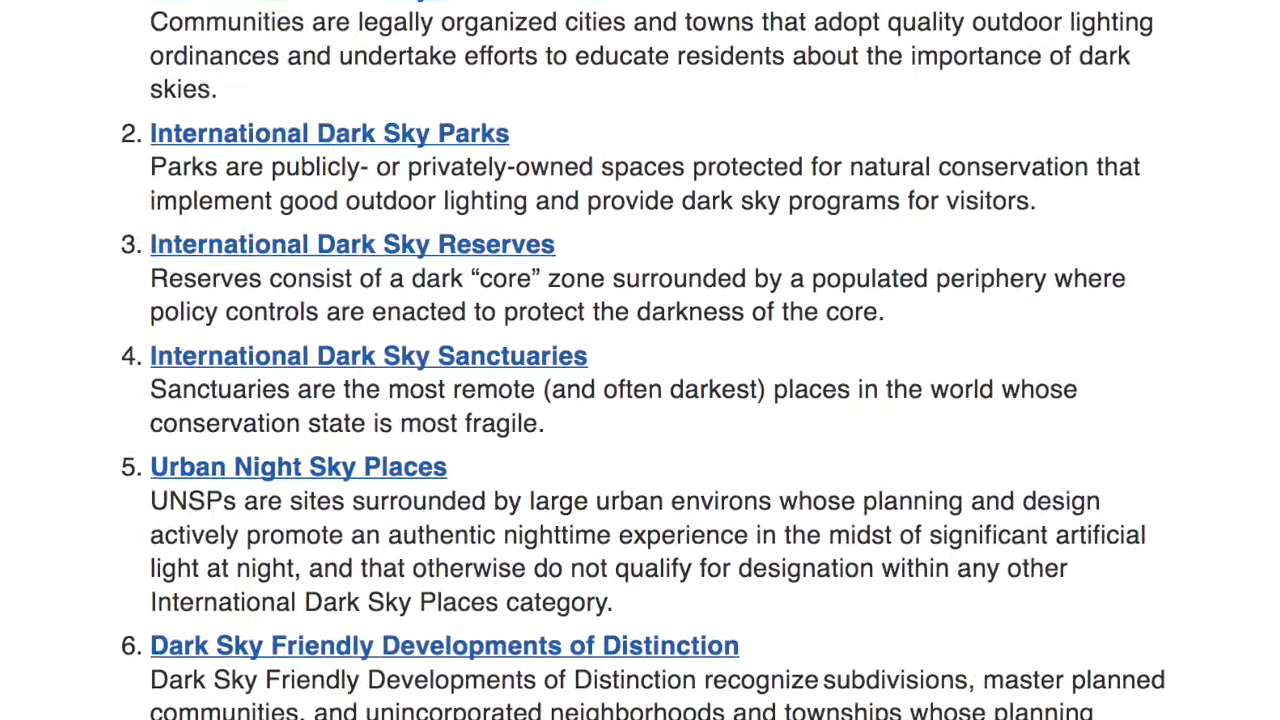 Communities are legally organized cities and towns that adopt quality outdoor lighting
ordinances and undertake efforts to educate residents about the importance of dark
skies.
2. International Dark Sky Parks
Parks are publicly- or privately-owned spaces protected for natural conservation that
implement good outdoor lighting and provide dark sky programs for visitors.
3. International Dark Sky Reserves
Reserves consist of a dark “core” zone surrounded by a populated periphery where
policy controls are enacted to protect the darkness of the core.
4. International Dark Sky Sanctuaries
Sanctuaries are the most remote (and often darkest) places in the world whose
conservation state is most fragile.
5. Urban Night Sky Places
UNSPs are sites surrounded by large urban environs whose planning and design
actively promote an authentic nighttime experience in the midst of significant artificial
light at night, and that otherwise do not qualify for designation within any other
International Dark Sky Places category.
6. Dark Sky Friendly Developments of Distinction
Dark Sky Friendly Developments of Distinction recognize subdivisions, master planned
communities, and unincorporated neighborhoods and townships whose planning